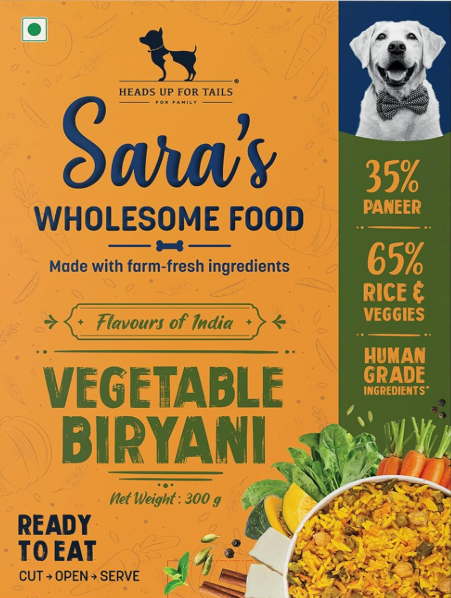 HEADS UP FOR TAILS®
FOR FAMILY
Sara's
WHOLESOME FOOD
Made with farm-fresh ingredients
Flavours of India
VEGETABLE
BIRYANI
Net Weight : 300 g
READY
TO EAT
CUT → OPEN → SERVE
35%
PANEER
65%
RICE &
VEGGIES
HUMAN
GRADE
INGREDIENTS*